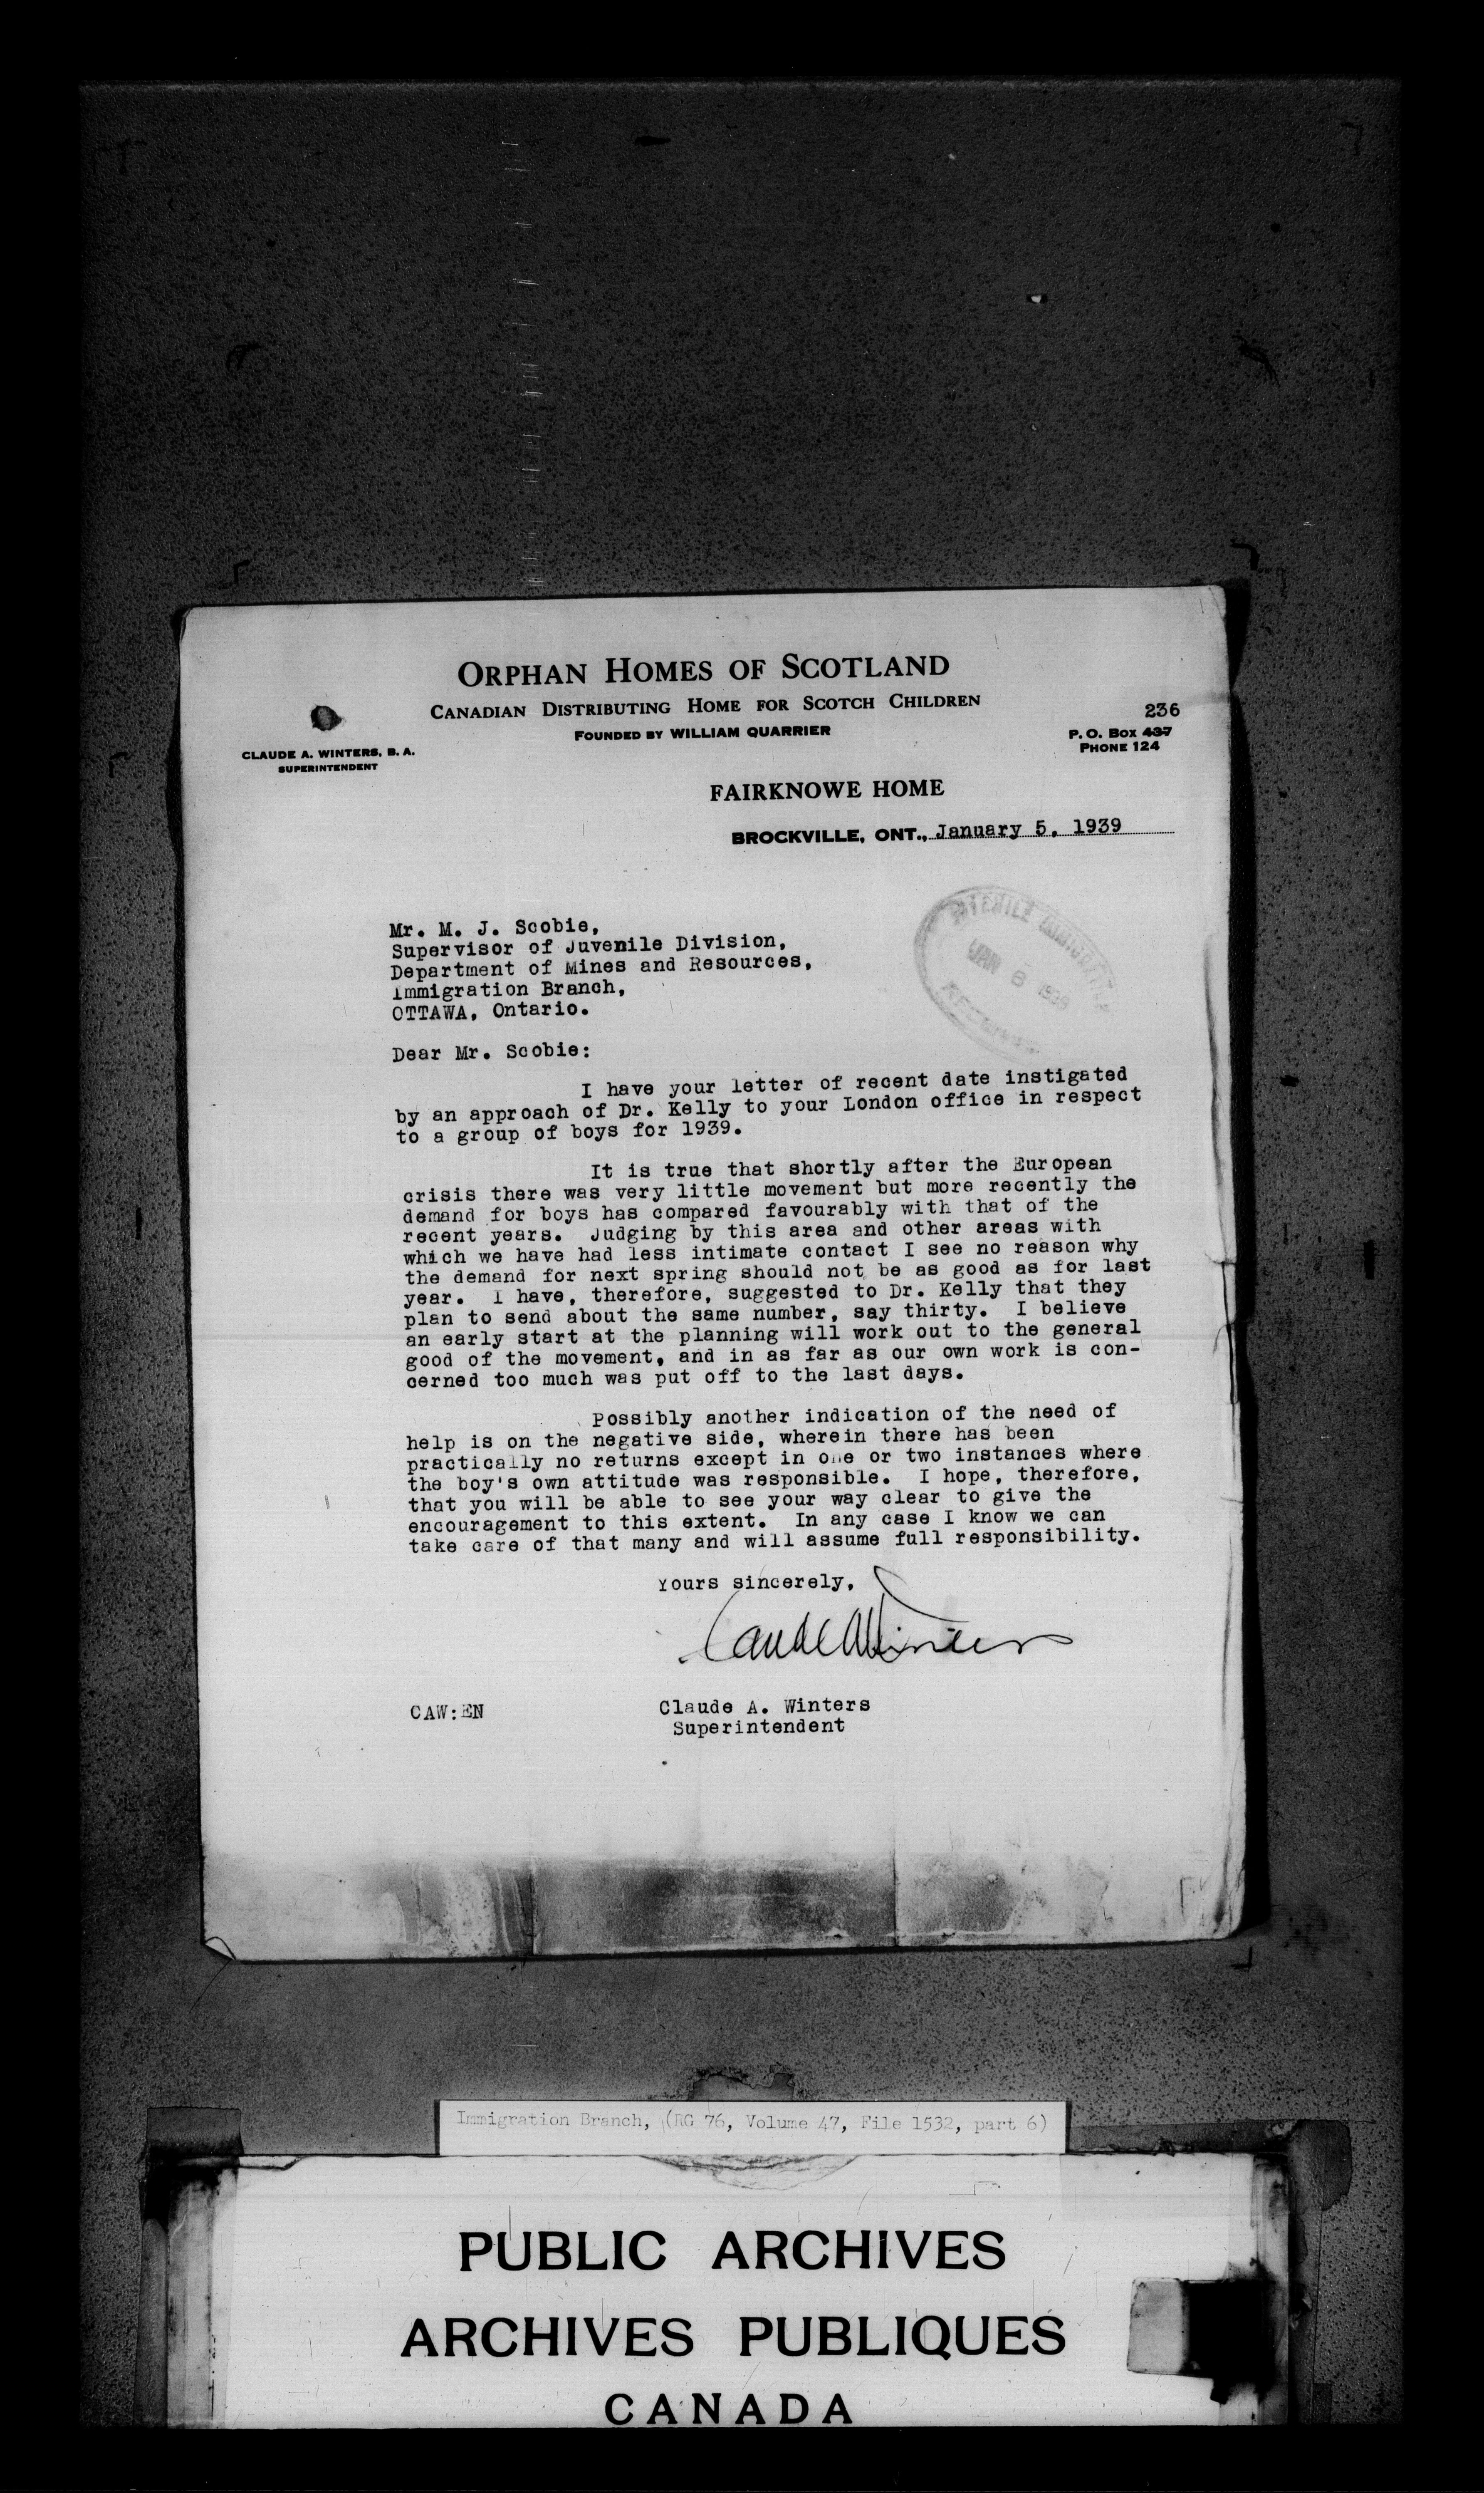 ORPHAN HOMES OF SCOTLAND
CANADIAN DISTRIBUTING HOME FOR SCOTCH CHILDREN
FOUNDED BY WILLIAM QUARRIER
CLAUDE A. WINTERS, B. A.
SUPERINTENDENT
236
P. O. BOX 437
PHONE 124
FAIRKNOWE HOME
BROCKVILLE, ONT., January 5, 1939
JUVENILE IMMIGRATION
JAN 6 1939
RECEIVED
Mr. M. J. Scobie,
Supervisor of Juvenile Division,
Department of Mines and Resources,
Immigration Branch,
OTTAWA, Ontario.
Dear Mr. Scobie:
I have your letter of recent date instigated
by an approach of Dr. Kelly to your London office in respect
to a group of boys for 1939.
It is true that shortly after the European
crisis there was very little movement but more recently the
demand for boys has compared favourably with that of the
recent years. Judging by this area and other areas with
which we have had less intimate contact I see no reason why
the demand for next spring should not be as good as for last
year. I have, therefore, suggested to Dr. Kelly that they
plan to send about the same number, say thirty. I believe
an early start at the planning will work out to the general
good of the movement, and in as far as our own work is con-
cerned too much was put off to the last days.
Possibly another indication of the need of
help is on the negative side, wherein there has been
practically no returns except in one or two instances where
the boy's own attitude was responsible. I hope, therefore,
that you will be able to see your way clear to give the
encouragement to this extent. In any case I know we can
take care of that many and will assume full responsibility.
Yours sincerely,
Claude A Winters
CAW:EN
Claude A. Winters
Superintendent
Immigration Branch, (RG 76, Volume 47, File 1532, part 6)
PUBLIC ARCHIVES
ARCHIVES PUBLIQUES
CANADA